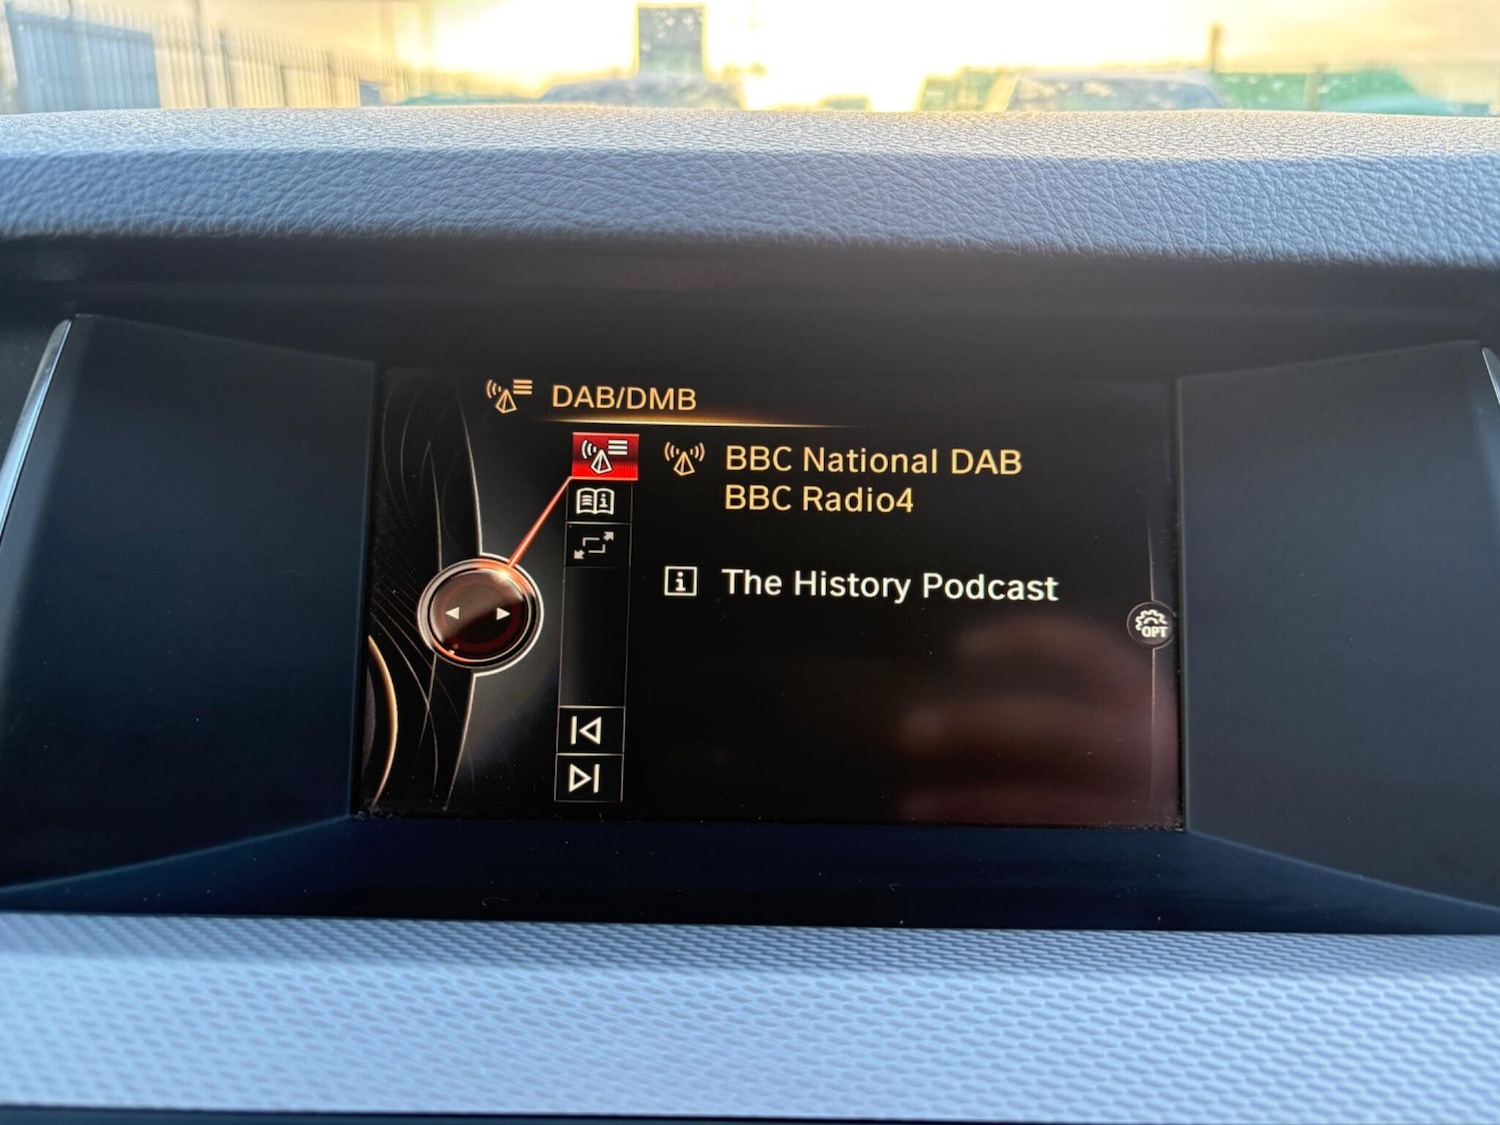 DAB/DMB
BBC National DAB
BBC Radio4
The History Podcast
OPT